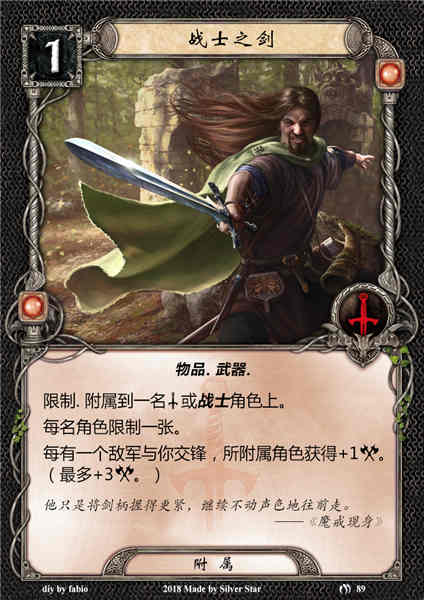 1
战士之剑
物品. 武器.
限制. 附属到一名或战士角色上。
每名角色限制一张。
每有一个敌军与你交锋，所附属角色获得+1。
（最多+3。）
他只是将剑柄握得更紧，继续不动声色地往前走。
——《魔戒现身》
附 属
diy by fabio 2018 Made by Silver Star 89